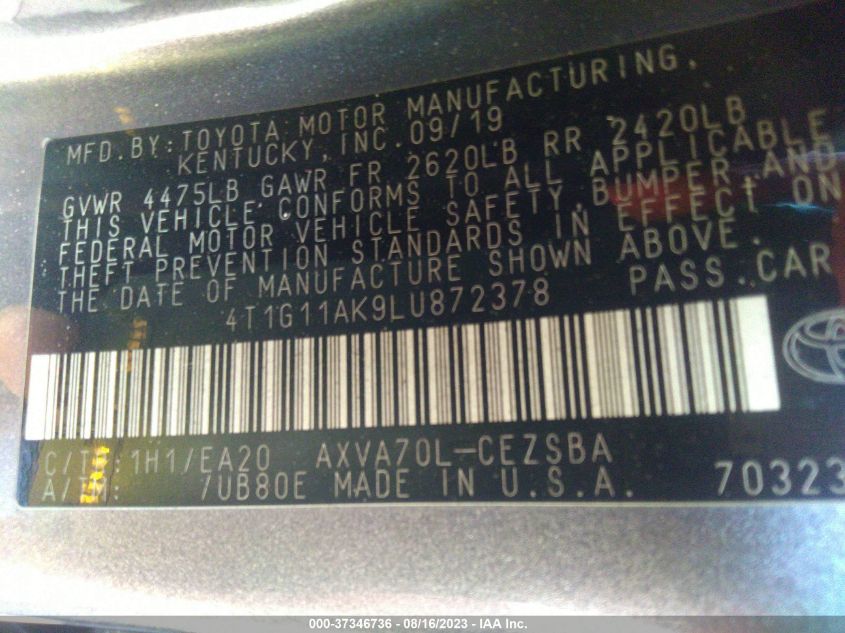 MFD. BY: TOYOTA MOTOR MANUFACTURING,
KENTUCKY, INC. 09/19
GVWR 4475LB GAWR FR 2620LB RR 2420LB
THIS VEHICLE CONFORMS TO ALL APPLICABLE
FEDERAL MOTOR VEHICLE SAFETY, BUMPER, AND
THEFT PREVENTION STANDARDS IN EFFECT ON
THE DATE OF MANUFACTURE SHOWN ABOVE.
4T1G11AK9LU872378 PASS. CAR
C/TR: 1H1/EA20 AXVA70L-CEZSBA
A/TM: 7UB80E MADE IN U.S.A. 70323
000-37346736 - 08/16/2023 - IAA Inc.